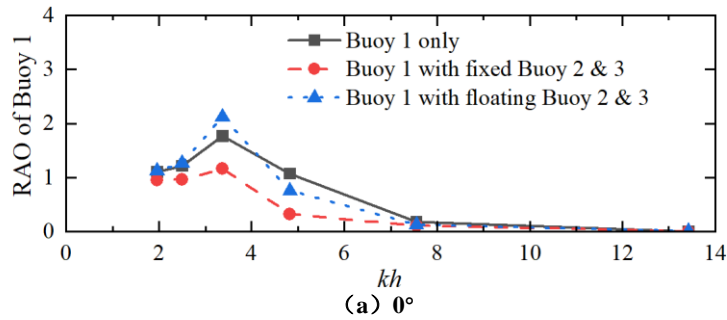 4
3
2
1
0
RAO of Buoy 1
Buoy 1 only
Buoy 1 with fixed Buoy 2 & 3
Buoy 1 with floating Buoy 2 & 3
0 2 4 6 8 10 12 14
kh
（a）0°